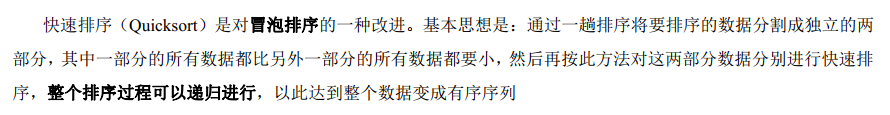 快速排序（Quicksort）是对冒泡排序的一种改进。基本思想是：通过一趟排序将要排序的数据分割成独立的两
部分，其中一部分的所有数据都比另外一部分的所有数据都要小，然后再按此方法对这两部分数据分别进行快速排
序，整个排序过程可以递归进行，以此达到整个数据变成有序序列